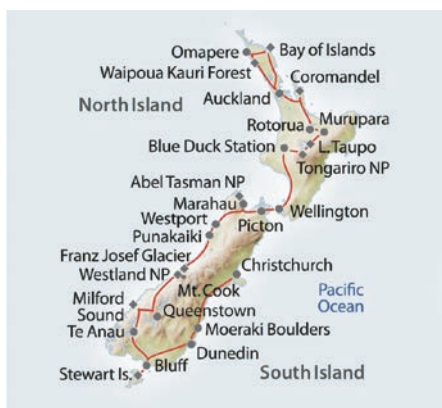 Omapere
Bay of Islands
Waipoua Kauri Forest
Coromandel
Auckland
North Island
Rotorua
Murupara
Blue Duck Station
L.Taupo
Tongariro NP
Abel Tasman NP
Marahau
Wellington
Westport
Picton
Punakaiki
Franz Josef Glacier
Christchurch
Westland NP
Mt. Cook
Pacific
Ocean
Milford
Sound
Queenstown
Te Anau
Moeraki Boulders
Dunedin
Bluff
Stewart Is.
South Island